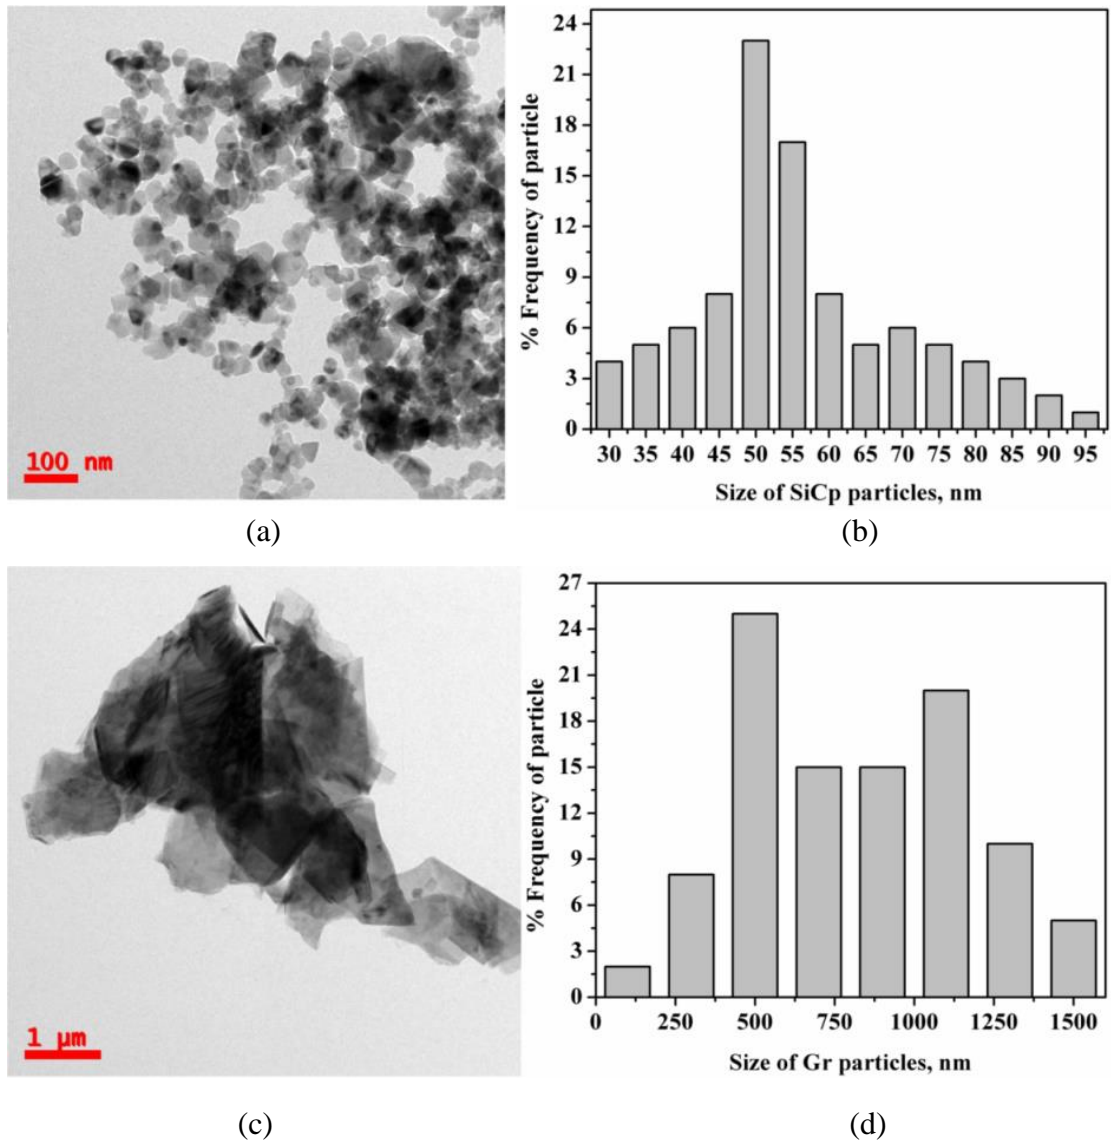 100 nm
% Frequency of particle
24
21
18
15
12
9
6
3
0
30 35 40 45 50 55 60 65 70 75 80 85 90 95
Size of SiCp particles, nm
(a)
(b)
1 µm
% Frequency of particle
27
24
21
18
15
12
9
6
3
0
0 250 500 750 1000 1250 1500
Size of Gr particles, nm
(c)
(d)